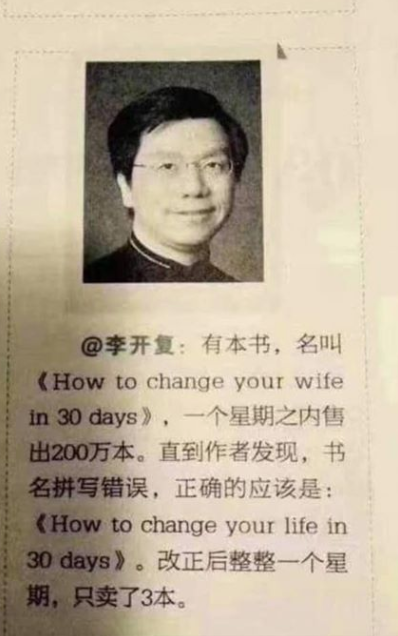 @李开复：有本书，名叫
《How to change your wife
in 30 days》，一个星期之内售
出200万本。直到作者发现，书
名拼写错误，正确的应该是：
《How to change your life in
30 days》。改正后整整一个星
期，只卖了3本。